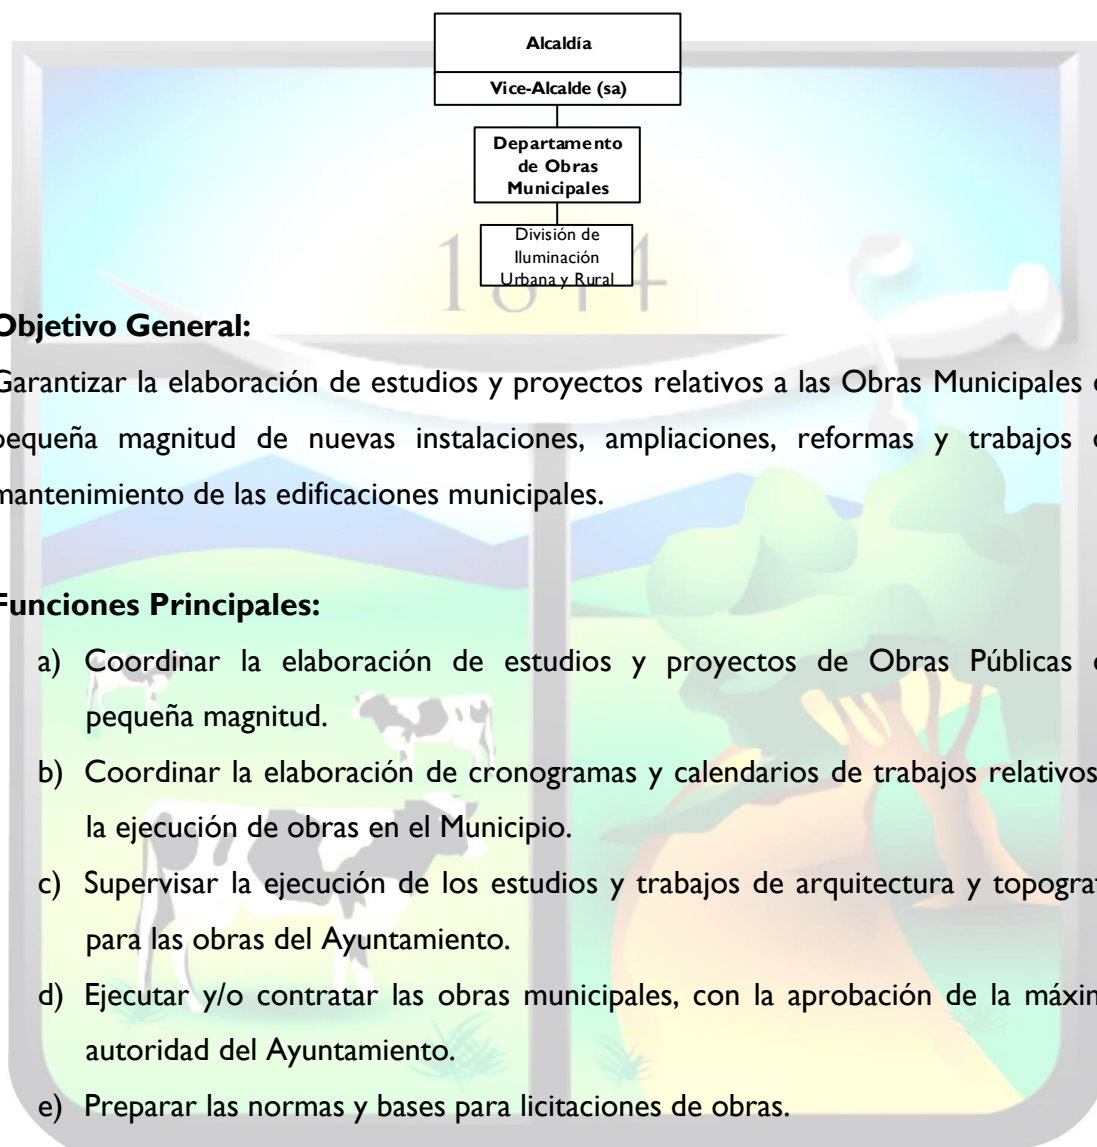 Alcaldía
Vice-Alcalde (sa)
Departamento
de Obras
Municipales
División de
Iluminación
Urbana y Rural
1844
Objetivo General:
Garantizar la elaboración de estudios y proyectos relativos a las Obras Municipales
pequeña magnitud de nuevas instalaciones, ampliaciones, reformas y trabajos
mantenimiento de las edificaciones municipales.
Funciones Principales:
a) Coordinar la elaboración de estudios y proyectos de Obras Públicas
pequeña magnitud.
b) Coordinar la elaboración de cronogramas y calendarios de trabajos relativos
la ejecución de obras en el Municipio.
c) Supervisar la ejecución de los estudios y trabajos de arquitectura y topograf
para las obras del Ayuntamiento.
d) Ejecutar y/o contratar las obras municipales, con la aprobación de la máxim
autoridad del Ayuntamiento.
e) Preparar las normas y bases para licitaciones de obras.